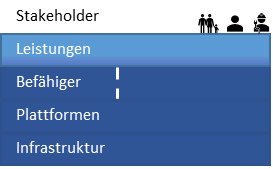 Stakeholder
Leistungen
Befähiger
Plattformen
Infrastruktur